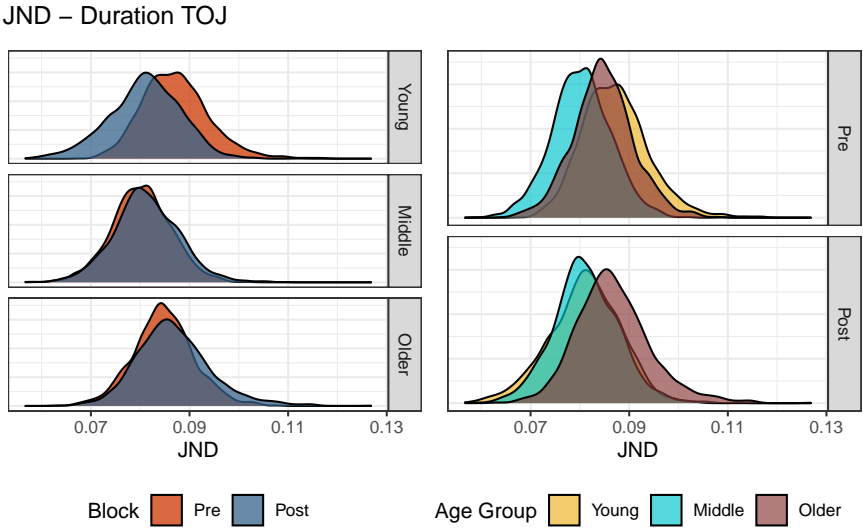 JND – Duration TOJ
Young
Middle
Older
0.07 0.09 0.11 0.13
JND
Block Pre Post
Pre
Post
0.07 0.09 0.11 0.13
JND
Age Group Young Middle Older